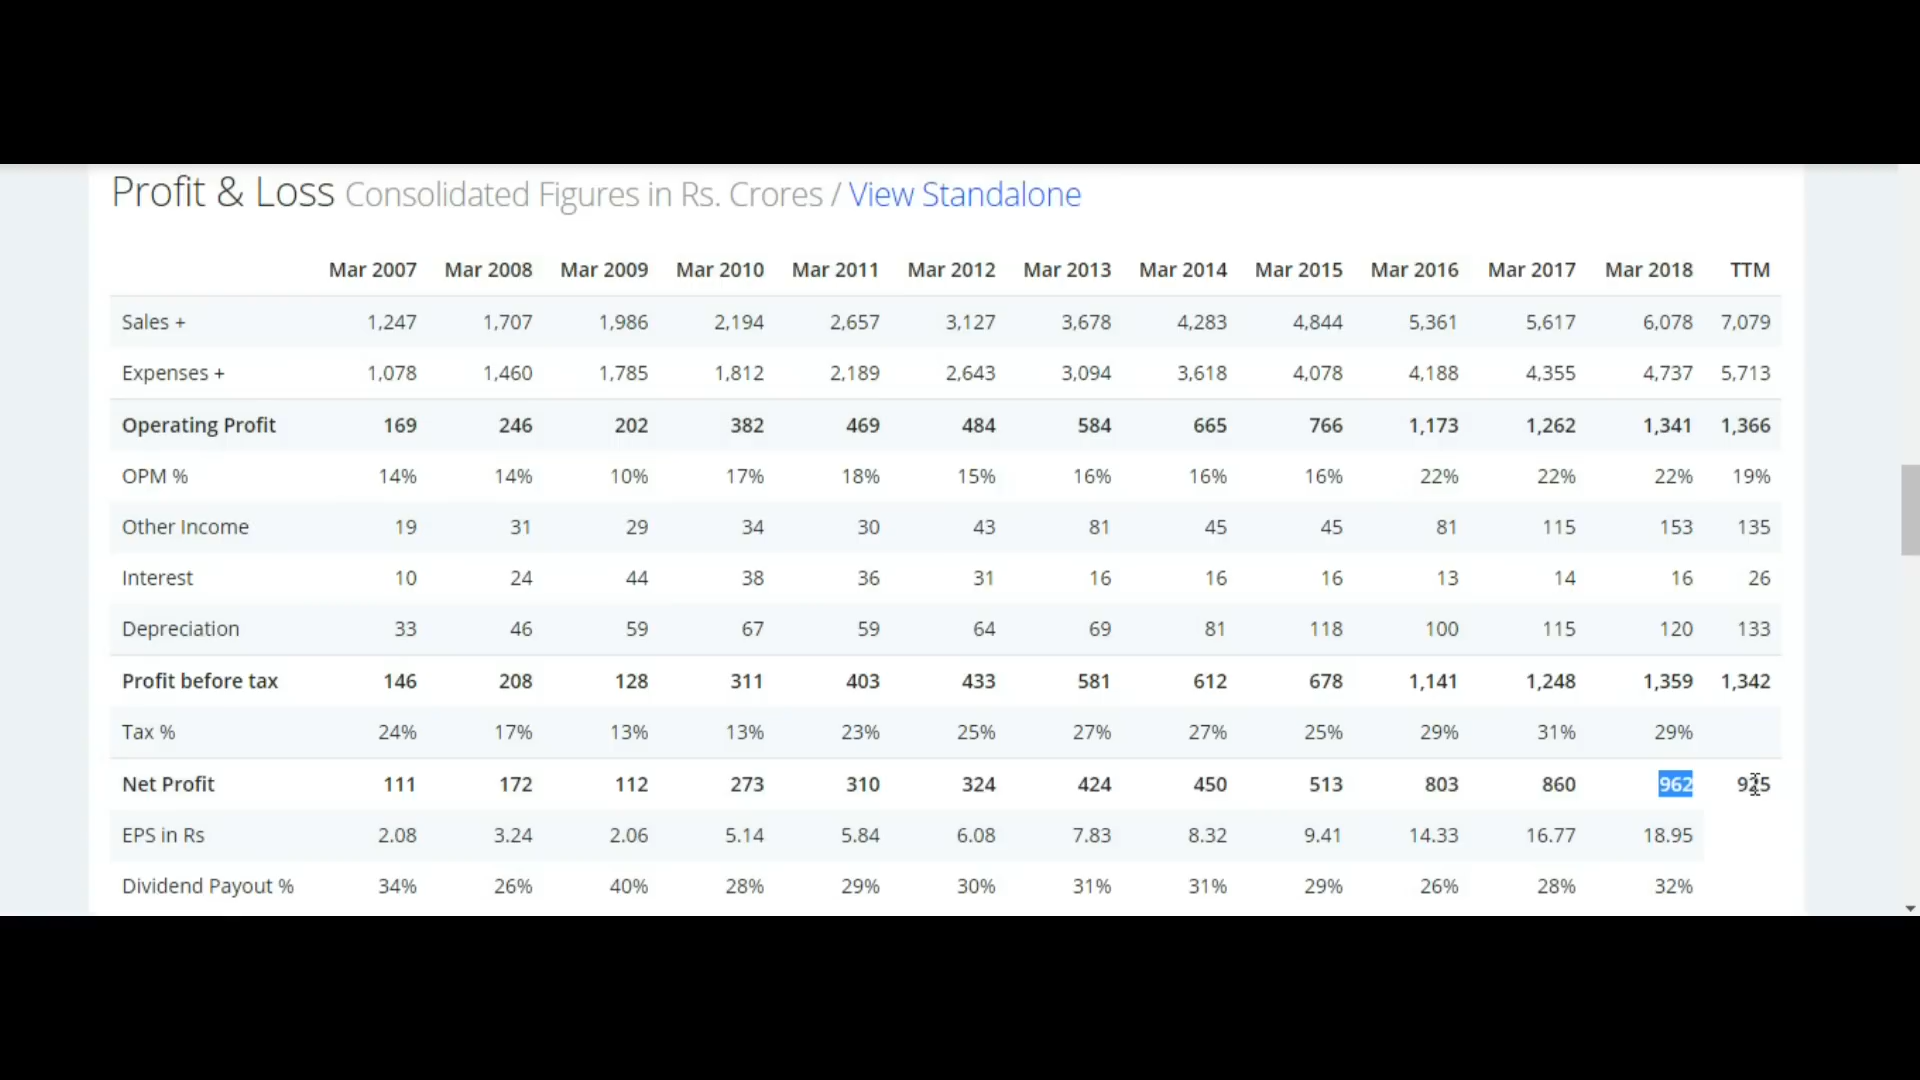 Profit & Loss Consolidated Figures in Rs. Crores / View Standalone
Mar 2007 Mar 2008 Mar 2009 Mar 2010 Mar 2011 Mar 2012 Mar 2013 Mar 2014 Mar 2015 Mar 2016 Mar 2017 Mar 2018 TTM
Sales + 1,247 1,707 1,986 2,194 2,657 3,127 3,678 4,283 4,844 5,361 5,617 6,078 7,079
Expenses + 1,078 1,460 1,785 1,812 2,189 2,643 3,094 3,618 4,078 4,188 4,355 4,737 5,713
Operating Profit 169 246 202 382 469 484 584 665 766 1,173 1,262 1,341 1,366
OPM % 14% 14% 10% 17% 18% 15% 16% 16% 16% 22% 22% 22% 19%
Other Income 19 31 29 34 30 43 81 45 45 81 115 153 135
Interest 10 24 44 38 36 31 16 16 16 13 14 16 26
Depreciation 33 46 59 67 59 64 69 81 118 100 115 120 133
Profit before tax 146 208 128 311 403 433 581 612 678 1,141 1,248 1,359 1,342
Tax % 24% 17% 13% 13% 23% 25% 27% 27% 25% 29% 31% 29%
Net Profit 111 172 112 273 310 324 424 450 513 803 860 962
EPS in Rs 2.08 3.24 2.06 5.14 5.84 6.08 7.83 8.32 9.41 14.33 16.77 18.95
Dividend Payout % 34% 26% 40% 28% 29% 30% 31% 31% 29% 26% 28% 32%